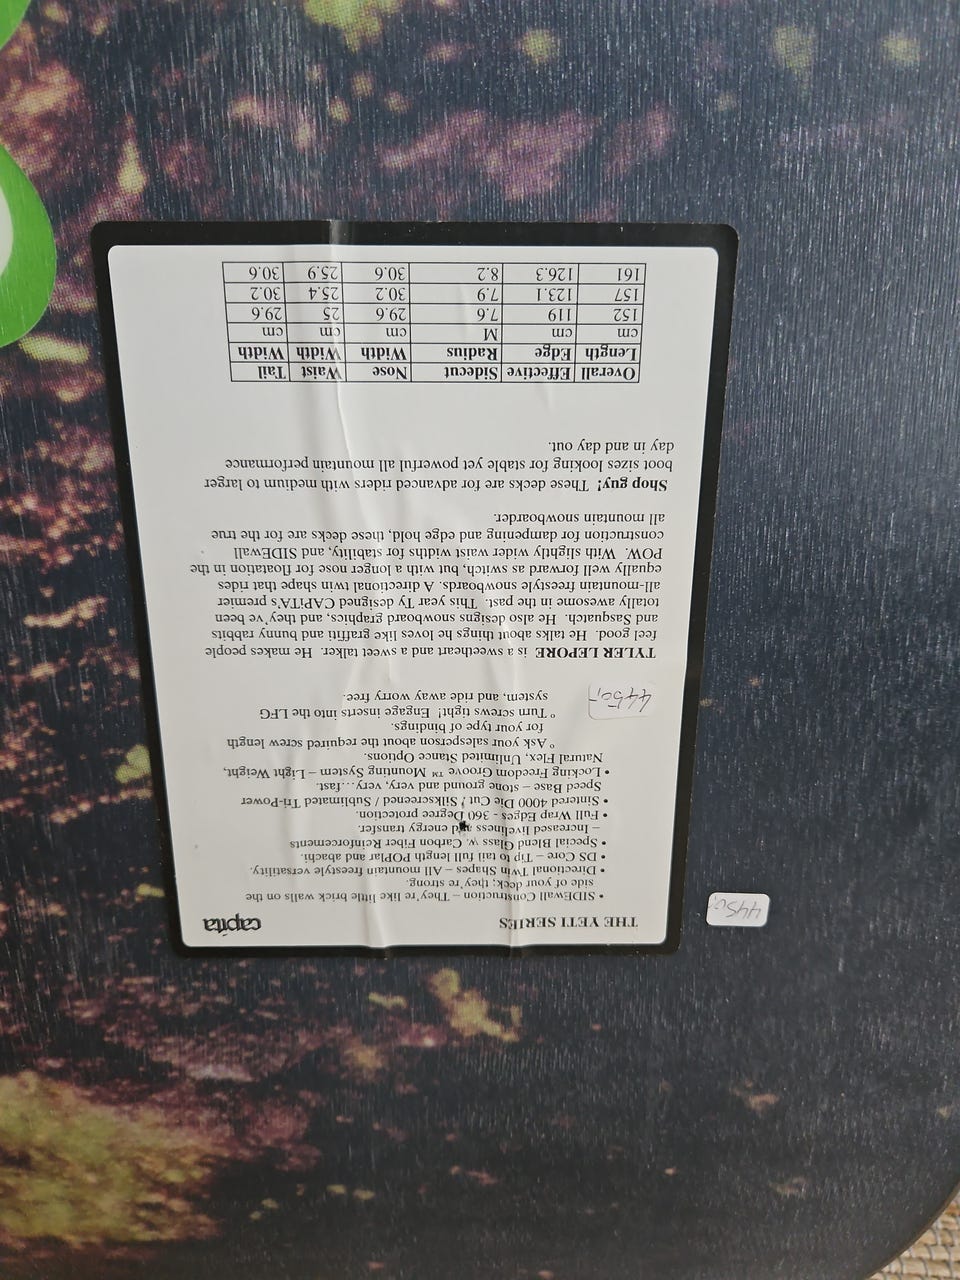 THE YETI SERIES
capita
• SIDEwall Construction – They're like little brick walls on the
side of your deck; they're strong.
• Directional Twin Shapes – All mountain freestyle versatility.
• DS Core – Tip to tail full length POPlar and abachi.
• Special Blend Glass w. Carbon Fiber Reinforcements
– Increased liveliness and energy transfer.
• Full Wrap Edges - 360 Degree protection.
• Sintered 4000 Die Cut / Silkscreened / Sublimated Tri-Power
Speed Base – stone ground and very, very…fast.
• Locking Freedom Groove ™ Mounting System – Light Weight,
Natural Flex, Unlimited Stance Options.
° Ask your salesperson about the required screw length
for your type of bindings.
° Turn screws tight! Engage inserts into the LFG
system, and ride away worry free.
4450,-
TYLER LEPORE is a sweetheart and a sweet talker. He makes people
feel good. He talks about things he loves like graffiti and bunny rabbits
and Sasquatch. He also designs snowboard graphics, and they've been
totally awesome in the past. This year Ty designed CAPiTA's premier
all-mountain freestyle snowboards. A directional twin shape that rides
equally well forward as switch, but with a longer nose for floatation in the
POW. With slightly wider waist widths for stability, and SIDEwall
construction for dampening and edge hold, these decks are for the true
all mountain snowboarder.
Shop guy! These decks are for advanced riders with medium to larger
boot sizes looking for stable yet powerful all mountain performance
day in and day out.
Overall Effective Sidecut Nose Waist Tail
Length Edge Radius Width Width Width
cm cm M cm cm cm
152 119 7.6 29.6 25 29.6
157 123.1 7.9 30.2 25.4 30.2
161 126.3 8.2 30.6 25.9 30.6